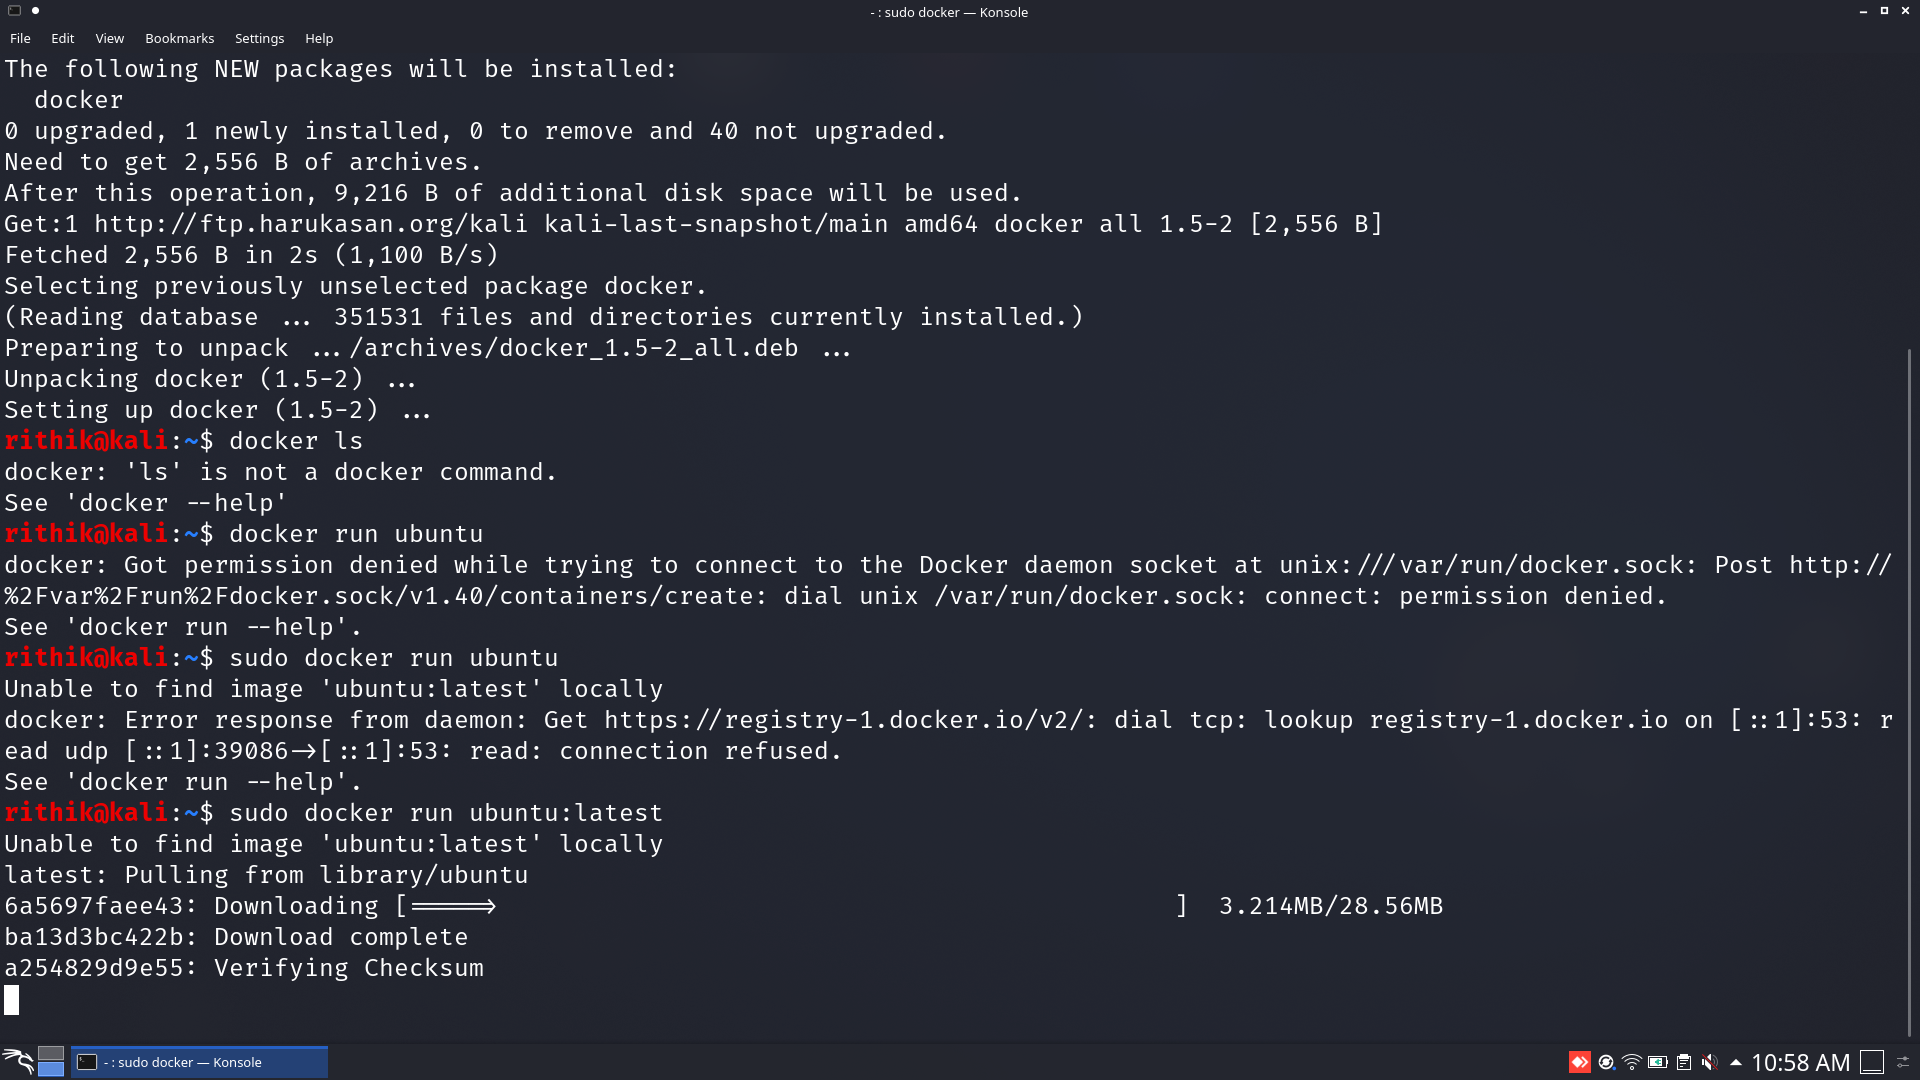 - : sudo docker — Konsole
File Edit View Bookmarks Settings Help
The following NEW packages will be installed:
  docker
0 upgraded, 1 newly installed, 0 to remove and 40 not upgraded.
Need to get 2,556 B of archives.
After this operation, 9,216 B of additional disk space will be used.
Get:1 http://ftp.harukasan.org/kali kali-last-snapshot/main amd64 docker all 1.5-2 [2,556 B]
Fetched 2,556 B in 2s (1,100 B/s)
Selecting previously unselected package docker.
(Reading database ... 351531 files and directories currently installed.)
Preparing to unpack .../archives/docker_1.5-2_all.deb ...
Unpacking docker (1.5-2) ...
Setting up docker (1.5-2) ...
rithik@kali:~$ docker ls
docker: 'ls' is not a docker command.
See 'docker --help'
rithik@kali:~$ docker run ubuntu
docker: Got permission denied while trying to connect to the Docker daemon socket at unix:///var/run/docker.sock: Post http://
%2Fvar%2Frun%2Fdocker.sock/v1.40/containers/create: dial unix /var/run/docker.sock: connect: permission denied.
See 'docker run --help'.
rithik@kali:~$ sudo docker run ubuntu
Unable to find image 'ubuntu:latest' locally
docker: Error response from daemon: Get https://registry-1.docker.io/v2/: dial tcp: lookup registry-1.docker.io on [::1]:53: r
ead udp [::1]:39086->[::1]:53: read: connection refused.
See 'docker run --help'.
rithik@kali:~$ sudo docker run ubuntu:latest
Unable to find image 'ubuntu:latest' locally
latest: Pulling from library/ubuntu
6a5697faee43: Downloading [=====>                                             ]  3.214MB/28.56MB
ba13d3bc422b: Download complete
a254829d9e55: Verifying Checksum
- : sudo docker — Konsole
10:58 AM